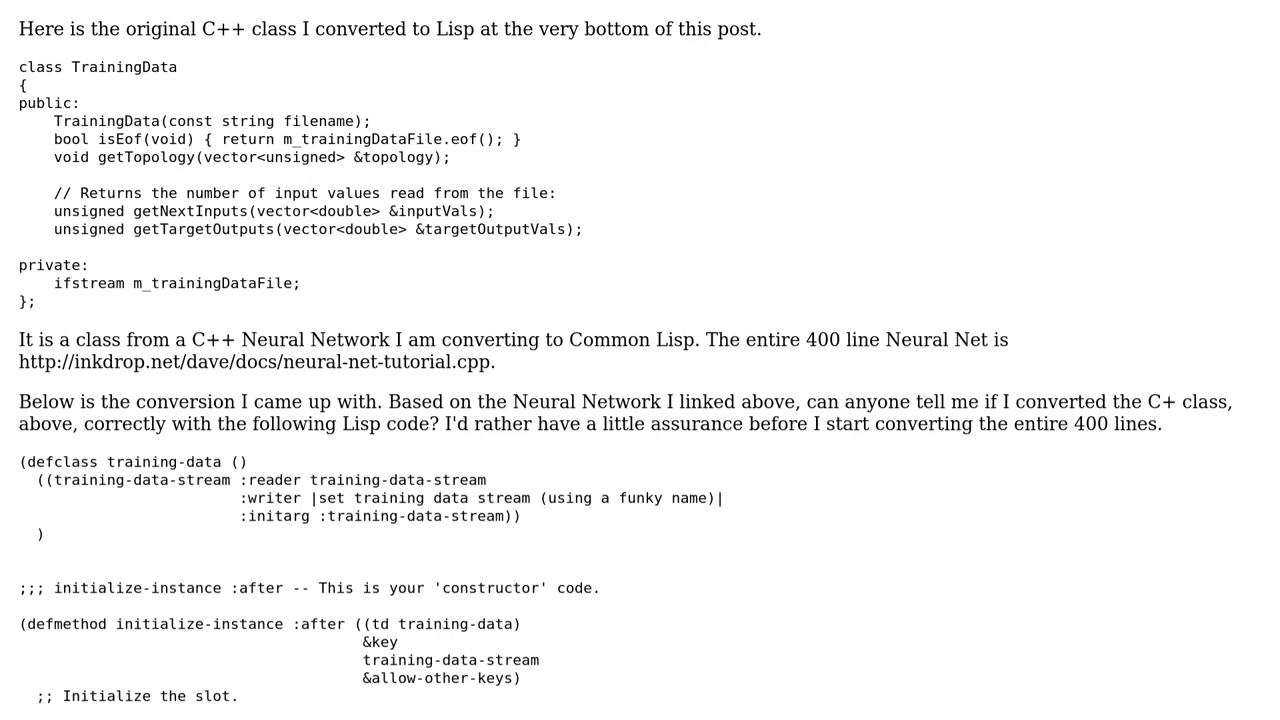 Here is the original C++ class I converted to Lisp at the very bottom of this post.
class TrainingData
{
public:
    TrainingData(const string filename);
    bool isEof(void) { return m_trainingDataFile.eof(); }
    void getTopology(vector<unsigned> &topology);
    // Returns the number of input values read from the file:
    unsigned getNextInputs(vector<double> &inputVals);
    unsigned getTargetOutputs(vector<double> &targetOutputVals);
private:
    ifstream m_trainingDataFile;
};
It is a class from a C++ Neural Network I am converting to Common Lisp. The entire 400 line Neural Net is
http://inkdrop.net/dave/docs/neural-net-tutorial.cpp.
Below is the conversion I came up with. Based on the Neural Network I linked above, can anyone tell me if I converted the C+ class,
above, correctly with the following Lisp code? I'd rather have a little assurance before I start converting the entire 400 lines.
(defclass training-data ()
  ((training-data-stream :reader training-data-stream
                         :writer |set training data stream (using a funky name)|
                         :initarg :training-data-stream))
  )
;;; initialize-instance :after -- This is your 'constructor' code.
(defmethod initialize-instance :after ((td training-data)
                                       &key
                                       training-data-stream
                                       &allow-other-keys)
  ;; Initialize the slot.